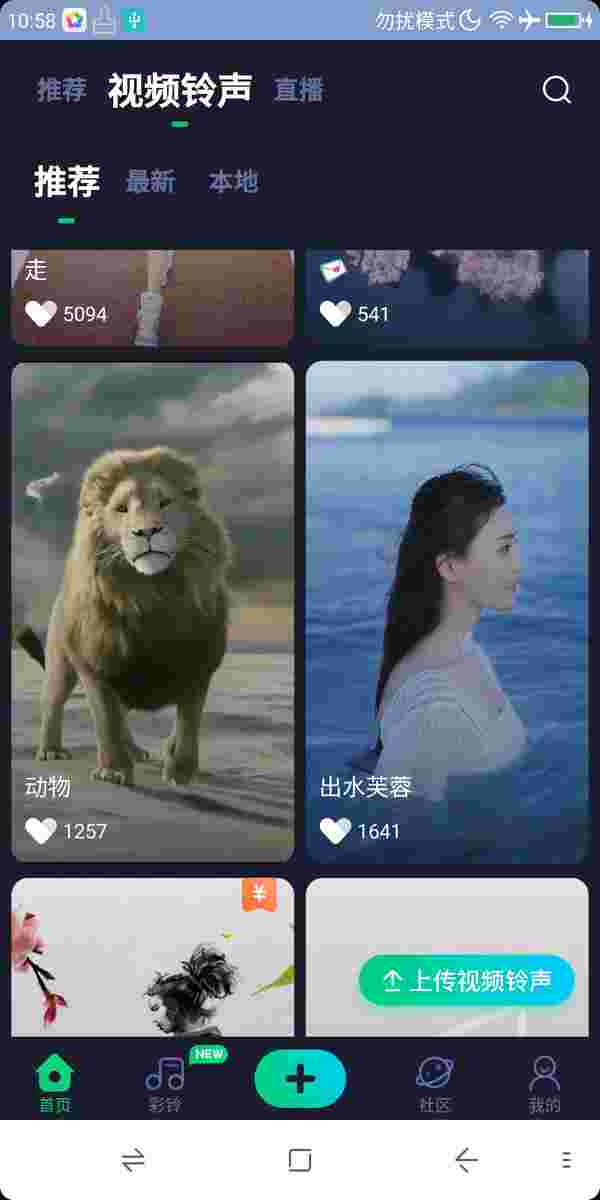 10:58 勿扰模式
推荐 视频铃声 直播
推荐 最新 本地
走
5094
541
动物
1257
出水芙蓉
1641
¥
上传视频铃声
NEW
首页 彩铃 社区 我的